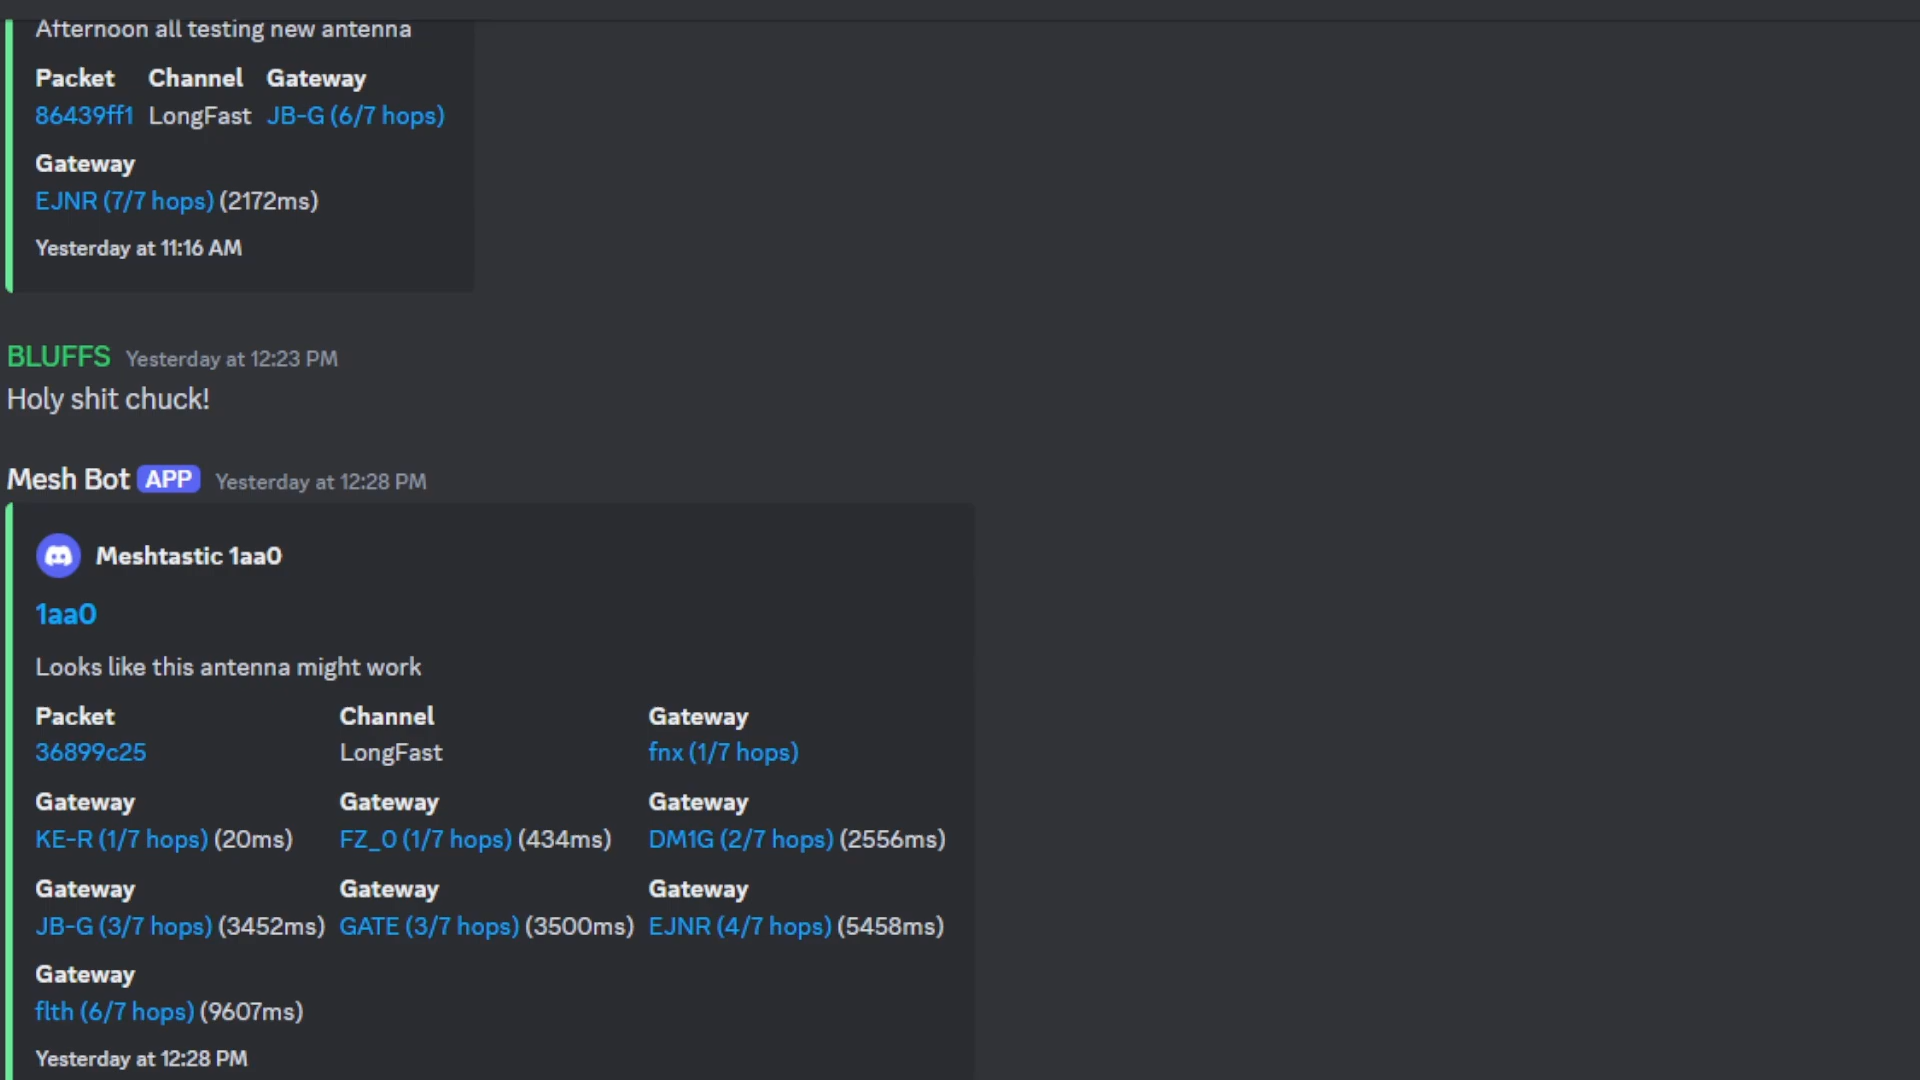 Afternoon all testing new antenna
Packet Channel Gateway
86439ff1 LongFast JB-G (6/7 hops)
Gateway
EJNR (7/7 hops) (2172ms)
Yesterday at 11:16 AM
BLUFFS Yesterday at 12:23 PM
Holy shit chuck!
Mesh Bot APP Yesterday at 12:28 PM
Meshtastic 1aa0
1aa0
Looks like this antenna might work
Packet Channel Gateway
36899c25 LongFast fnx (1/7 hops)
Gateway Gateway Gateway
KE-R (1/7 hops) (20ms) FZ_0 (1/7 hops) (434ms) DM1G (2/7 hops) (2556ms)
Gateway Gateway Gateway
JB-G (3/7 hops) (3452ms) GATE (3/7 hops) (3500ms) EJNR (4/7 hops) (5458ms)
Gateway
flth (6/7 hops) (9607ms)
Yesterday at 12:28 PM